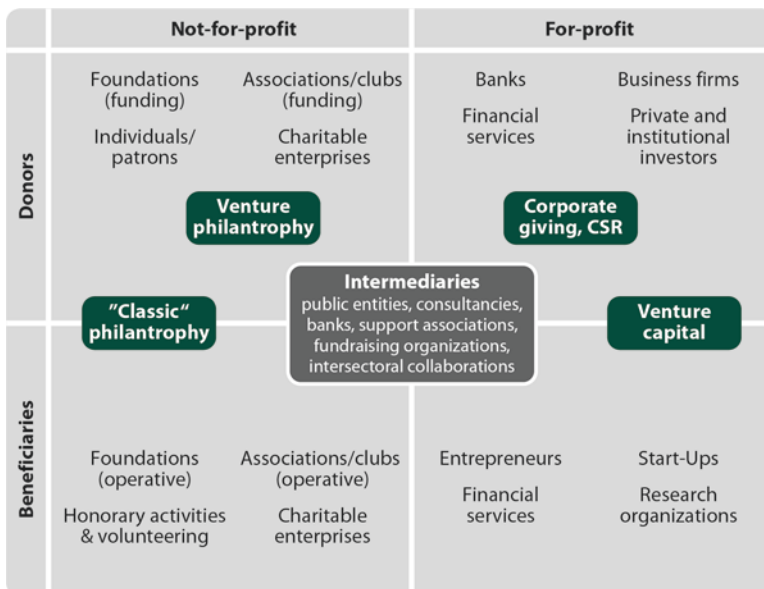 Not-for-profit
For-profit
Donors
Foundations
(funding)
Associations/clubs
(funding)
Individuals/
patrons
Charitable
enterprises
Banks
Business firms
Financial
services
Private and
institutional
investors
Venture
philantrophy
Corporate
giving, CSR
"Classic“
philantrophy
Intermediaries
public entities, consultancies,
banks, support associations,
fundraising organizations,
intersectoral collaborations
Venture
capital
Beneficiaries
Foundations
(operative)
Associations/clubs
(operative)
Honorary activities
& volunteering
Charitable
enterprises
Entrepreneurs
Start-Ups
Financial
services
Research
organizations